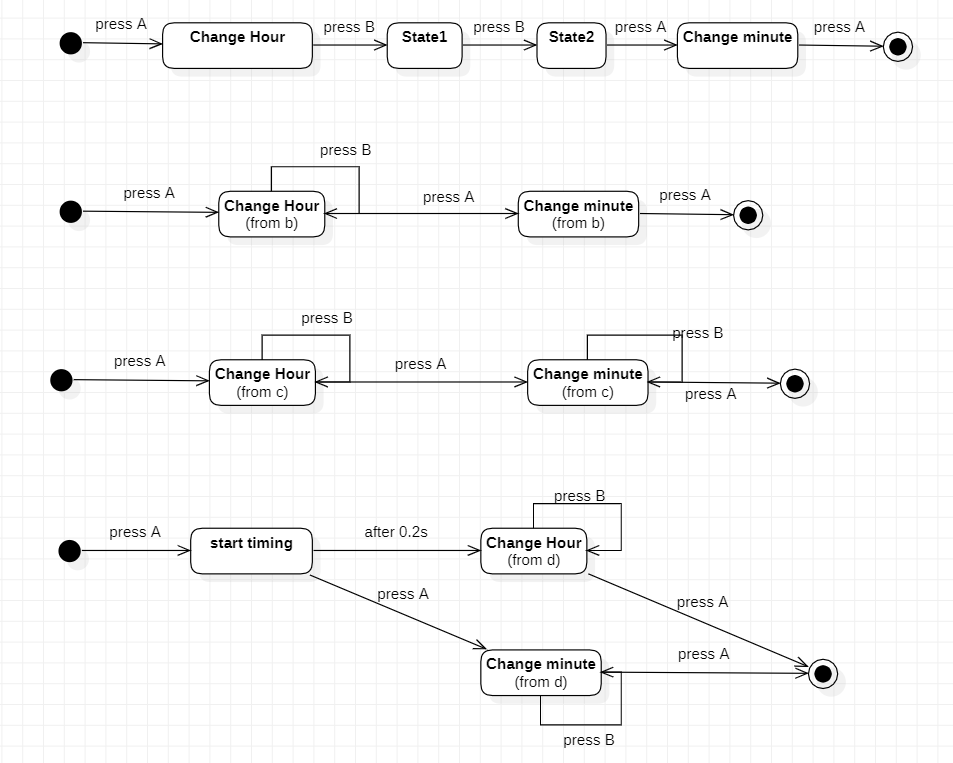 press A
Change Hour
press B
State1
press B
State2
press A
Change minute
press A
press B
press A
Change Hour
(from b)
press A
Change minute
(from b)
press A
press B
press A
Change Hour
(from c)
press A
Change minute
(from c)
press B
press A
press A
start timing
after 0.2s
press B
Change Hour
(from d)
press A
press A
Change minute
(from d)
press A
press B